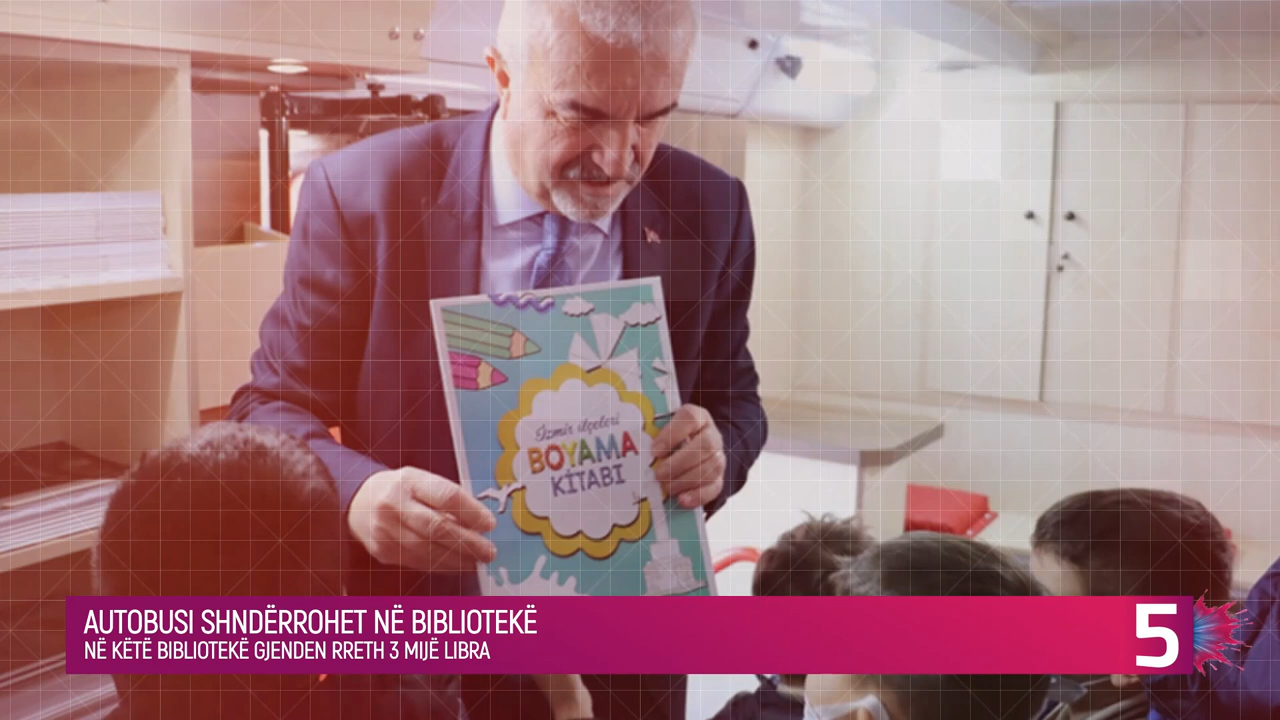 İzmir ilçeleri
BOYAMA
KİTABI
AUTOBUSI SHNDËRROHET NË BIBLIOTEKË
NË KËTË BIBLIOTEKË GJENDEN RRETH 3 MIJË LIBRA
5